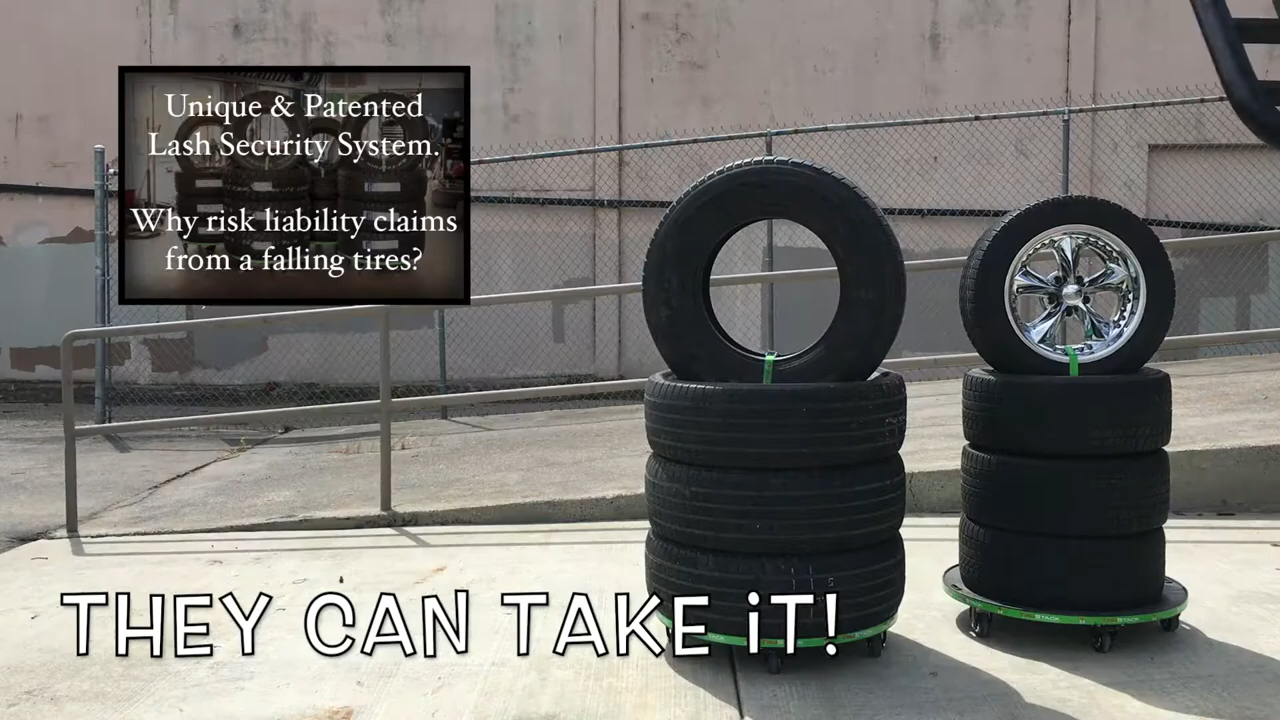 Unique & Patented
Lash Security System.
Why risk liability claims
from a falling tires?
THEY CAN TAKE iT!